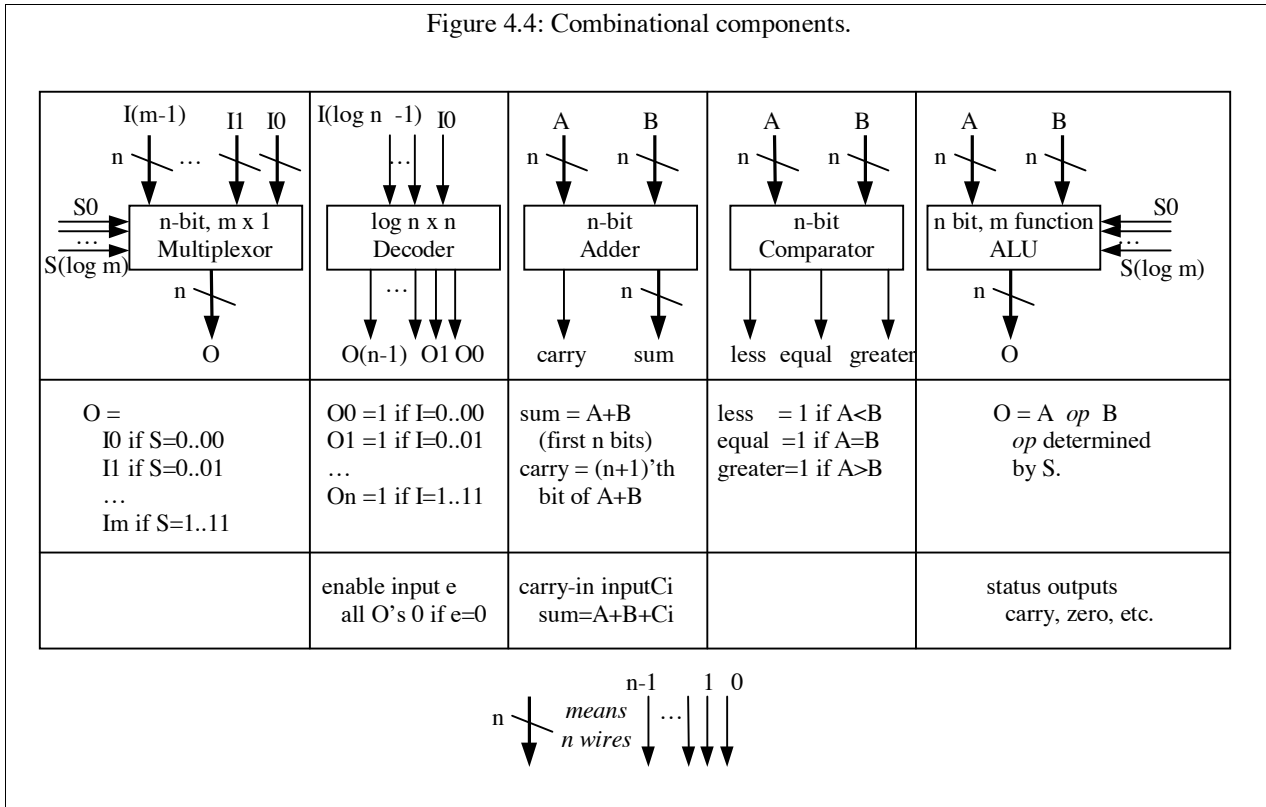 Figure 4.4: Combinational components.
I(m-1) I1 I0
n …
S0
…
S(log m)
n-bit, m x 1
Multiplexor
n
O
I(log n -1) I0
…
log n x n
Decoder
…
O(n-1) O1 O0
A B
n n
n-bit
Adder
n
carry sum
A B
n n
n-bit
Comparator
less equal greater
A B
n n
n bit, m function
ALU
S0
…
S(log m)
n
O
O =
I0 if S=0..00
I1 if S=0..01
…
Im if S=1..11
O0 =1 if I=0..00
O1 =1 if I=0..01
…
On =1 if I=1..11
sum = A+B
(first n bits)
carry = (n+1)’th
bit of A+B
less = 1 if A<B
equal =1 if A=B
greater=1 if A>B
O = A op B
op determined
by S.
enable input e
all O’s 0 if e=0
carry-in inputCi
sum=A+B+Ci
status outputs
carry, zero, etc.
n
means
n wires
n-1 1 0
…